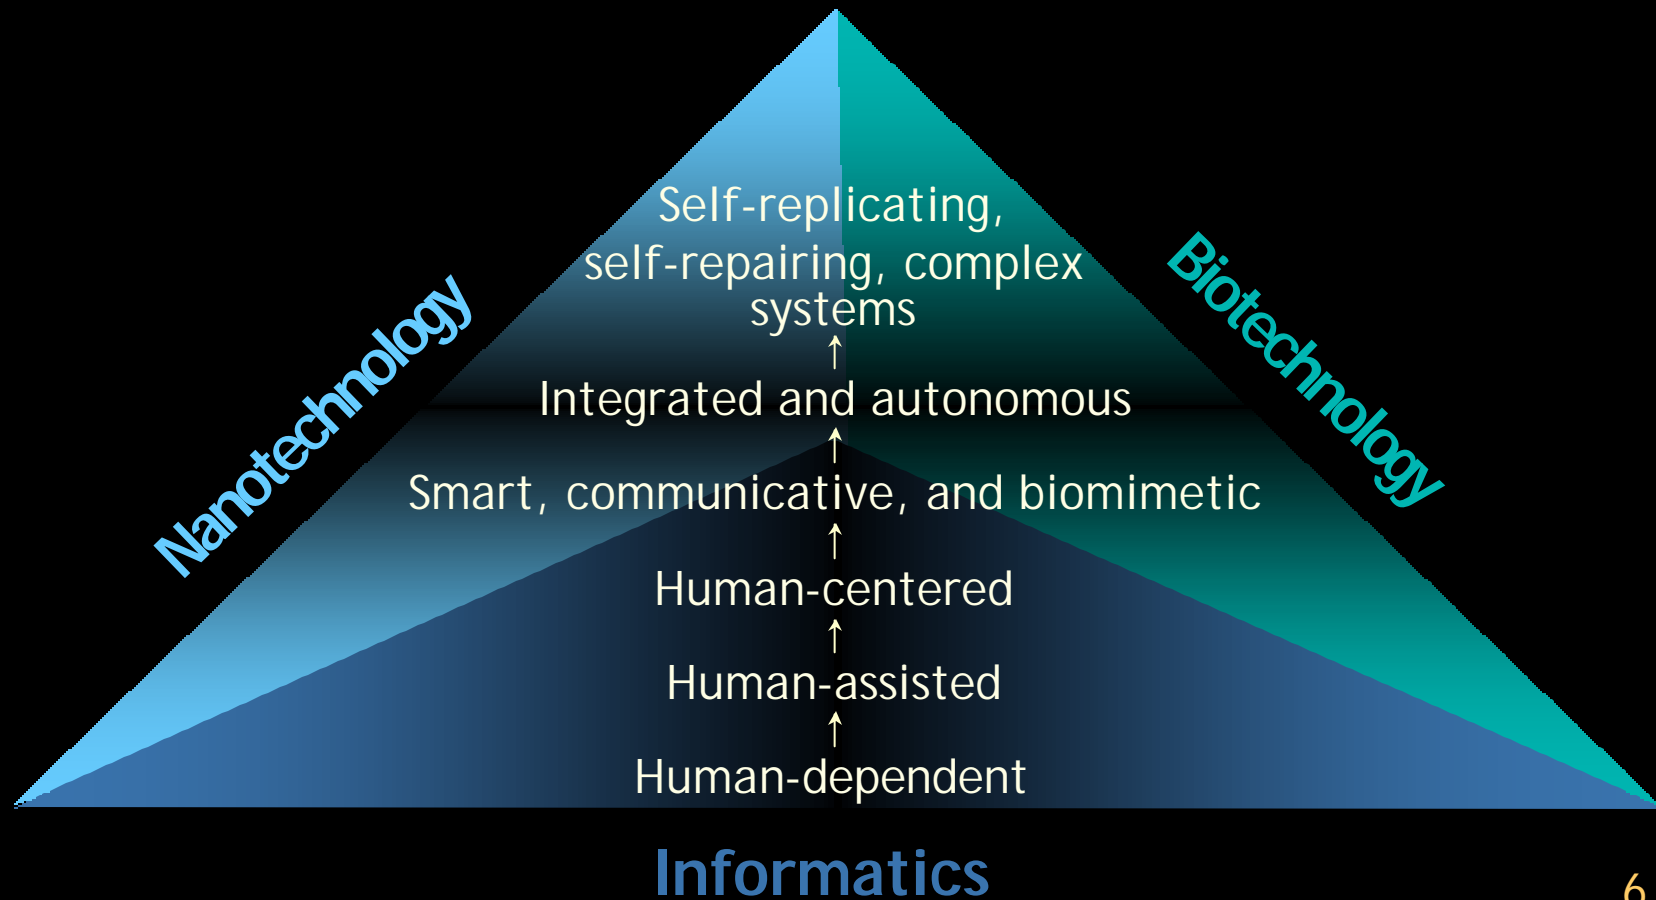 Self-replicating,
self-repairing, complex
systems
↑
Integrated and autonomous
↑
Smart, communicative, and biomimetic
↑
Human-centered
↑
Human-assisted
↑
Human-dependent
Nanotechnology
Biotechnology
Informatics
6